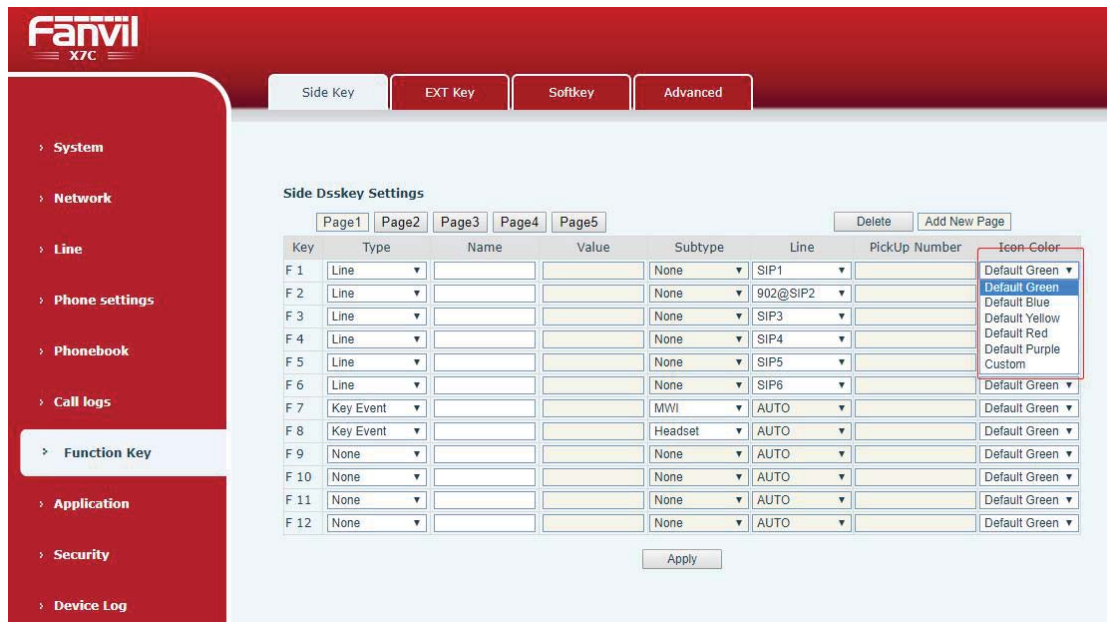 Fanvil
X7C
Side Key EXT Key Softkey Advanced
System
Network
Line
Phone settings
Phonebook
Call logs
Function Key
Application
Security
Device Log
Side Dsskey Settings
Page1 Page2 Page3 Page4 Page5 Delete Add New Page
Key Type Name Value Subtype Line PickUp Number Icon Color
F 1 Line None SIP1 Default Green
F 2 Line None 902@SIP2
F 3 Line None SIP3
F 4 Line None SIP4
F 5 Line None SIP5
F 6 Line None SIP6 Default Green
F 7 Key Event MWI AUTO Default Green
F 8 Key Event Headset AUTO Default Green
F 9 None None AUTO Default Green
F 10 None None AUTO Default Green
F 11 None None AUTO Default Green
F 12 None None AUTO Default Green
Default Green
Default Blue
Default Yellow
Default Red
Default Purple
Custom
Apply